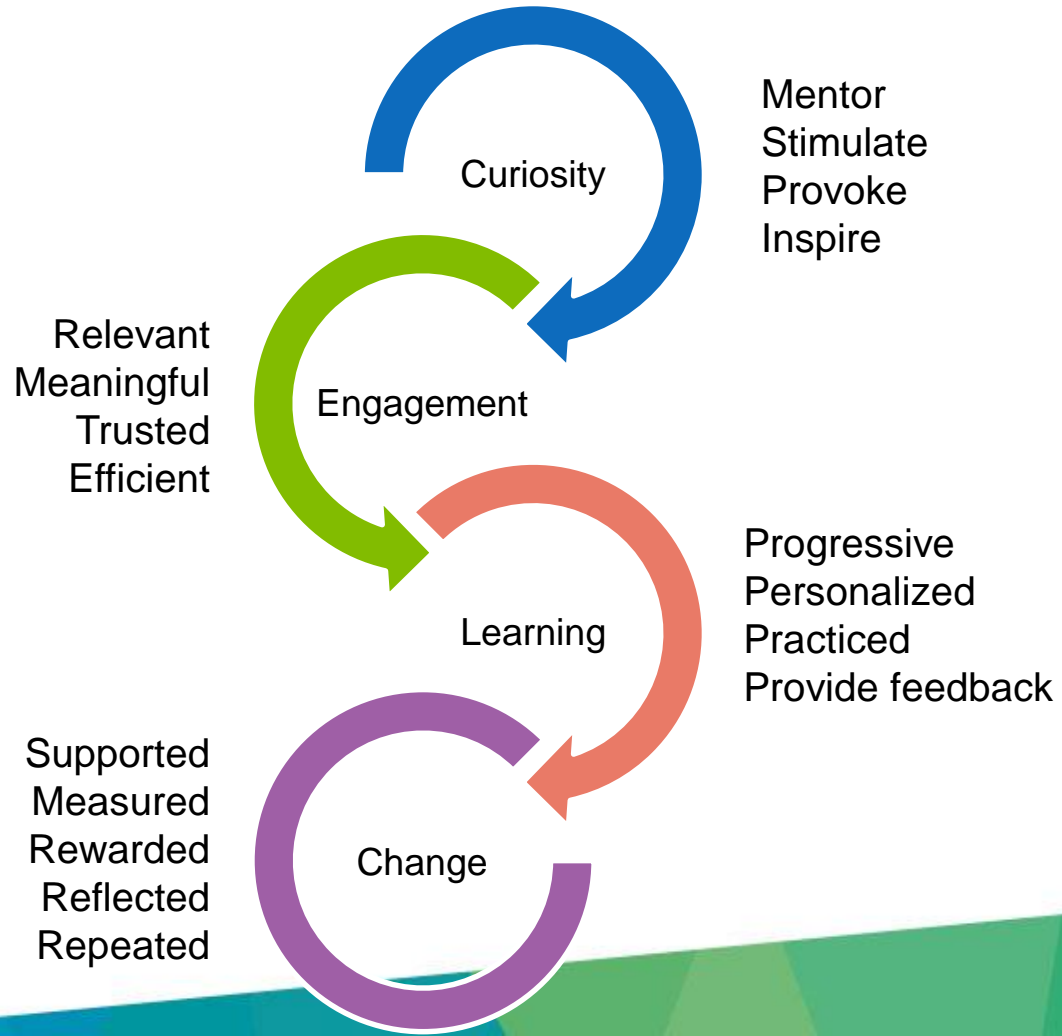 Curiosity
Mentor
Stimulate
Provoke
Inspire
Relevant
Meaningful
Trusted
Efficient
Engagement
Learning
Progressive
Personalized
Practiced
Provide feedback
Supported
Measured
Rewarded
Reflected
Repeated
Change